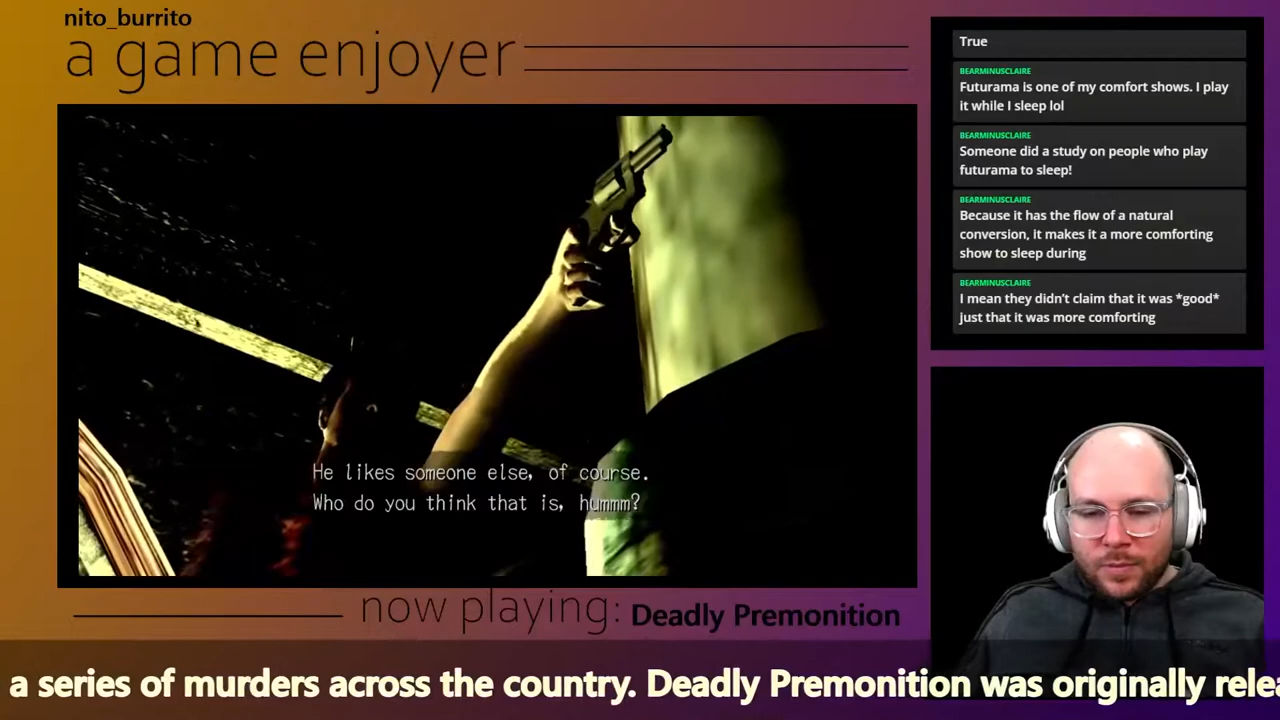 nito_burrito
a game enjoyer
He likes someone else, of course.
Who do you think that is, hummm?
now playing: Deadly Premonition
True
BEARMINUSCLAIRE
Futurama is one of my comfort shows. I play
it while I sleep lol
BEARMINUSCLAIRE
Someone did a study on people who play
futurama to sleep!
BEARMINUSCLAIRE
Because it has the flow of a natural
conversion, it makes it a more comforting
show to sleep during
BEARMINUSCLAIRE
I mean they didn't claim that it was *good*
just that it was more comforting
a series of murders across the country. Deadly Premonition was originally relea